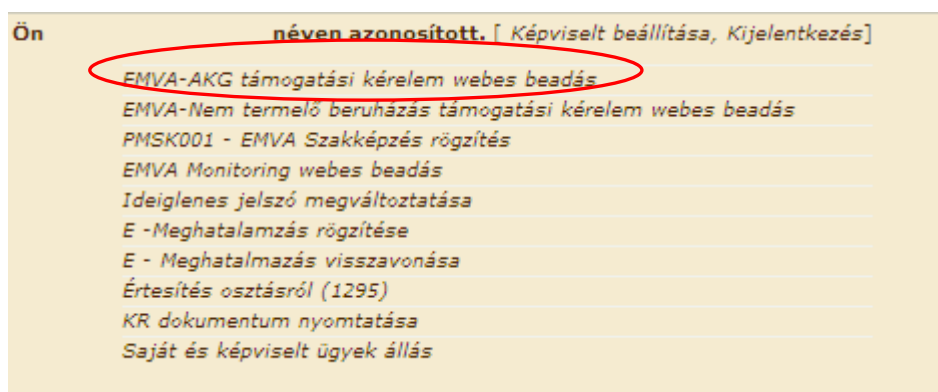 Ön néven azonosított. [ Képviselt beállítása, Kijelentkezés]
EMVA-AKG támogatási kérelem webes beadás
EMVA-Nem termelő beruházás támogatási kérelem webes beadás
PMSK001 - EMVA Szakképzés rögzítés
EMVA Monitoring webes beadás
Ideiglenes jelszó megváltoztatása
E -Meghatalamzás rögzítése
E - Meghatalmazás visszavonása
Értesítés osztásról (1295)
KR dokumentum nyomtatása
Saját és képviselt ügyek állás